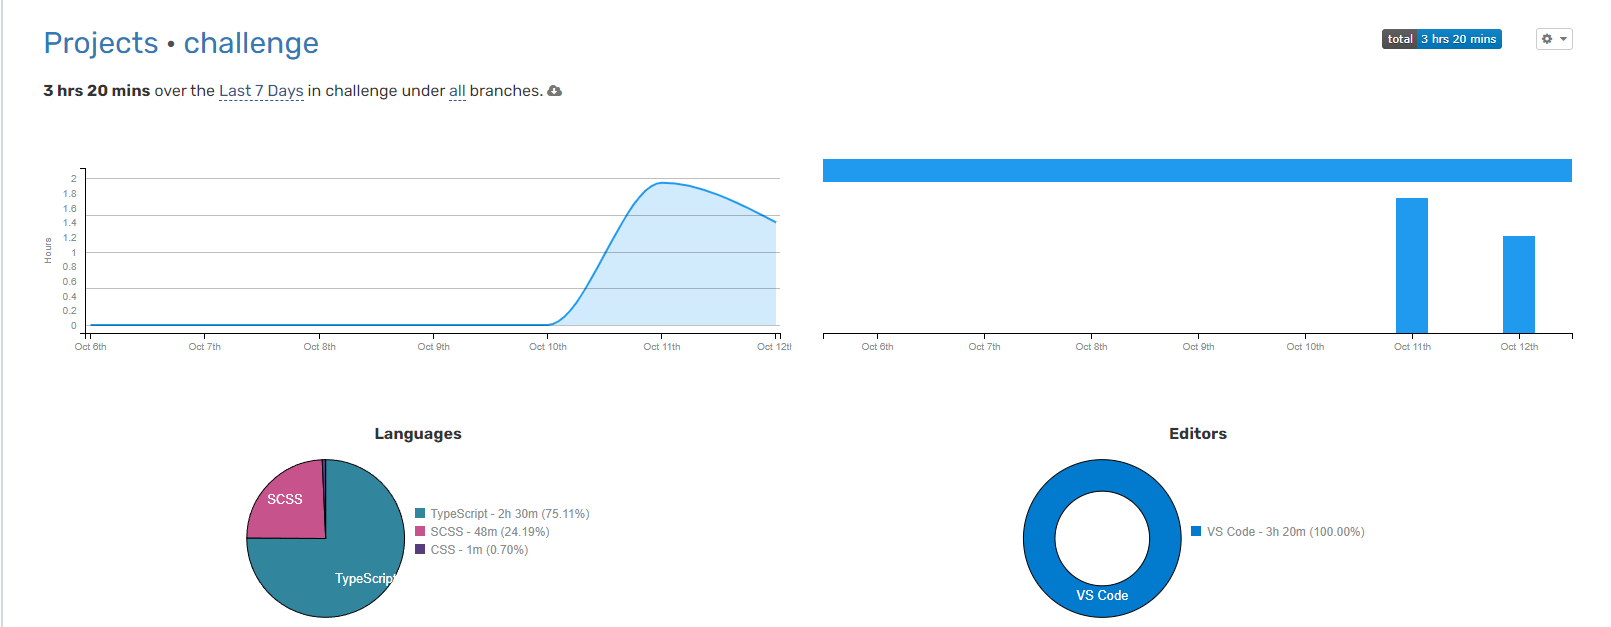 Projects • challenge
total 3 hrs 20 mins
3 hrs 20 mins over the Last 7 Days in challenge under all branches.
Hours
2
1.8
1.6
1.4
1.2
1
0.8
0.6
0.4
0.2
0
Oct 6th Oct 7th Oct 8th Oct 9th Oct 10th Oct 11th Oct 12tl
Oct 6th Oct 7th Oct 8th Oct 9th Oct 10th Oct 11th Oct 12th
Languages
SCSS
TypeScript
TypeScript - 2h 30m (75.11%)
SCSS - 48m (24.19%)
CSS - 1m (0.70%)
Editors
VS Code
VS Code - 3h 20m (100.00%)